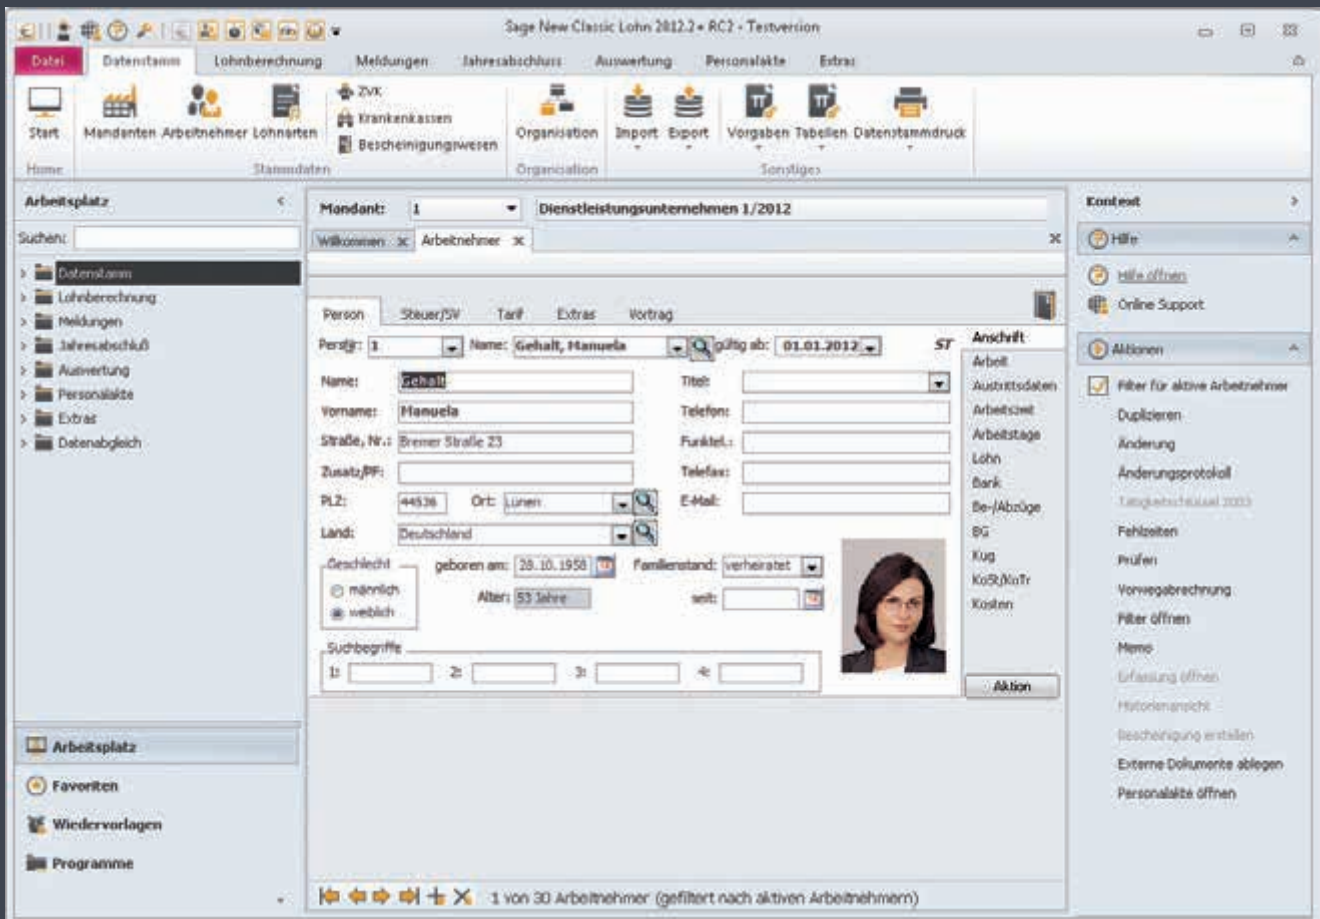 Sage New Classic Lohn 2012.2 • RC2 - Testversion
Datei Datenstamm Lohnberechnung Meldungen Jahresabschluss Auswertung Personalakte Extras
ZVK
Krankenkassen
Start Mandanten Arbeitnehmer Lohnarten Bescheinigungswesen Organisation Import Export Vorgaben Tabellen Datenstammdruck
Home Stammdaten Organisation Sonstiges
Arbeitsplatz
Suchen:
Datenstamm
Lohnberechnung
Meldungen
Jahresabschluß
Auswertung
Personalakte
Extras
Datenabgleich
Arbeitsplatz
Favoriten
Wiedervorlagen
Programme
Mandant: 1 Dienstleistungsunternehmen 1/2012
Willkommen x Arbeitnehmer x
Person Steuer/SV Tarif Extras Vortrag
PersNr: 1 Name: Gehalt, Manuela gültig ab: 01.01.2012 ST
Name: Gehalt Titel:
Vorname: Manuela Telefon:
Straße, Nr.: Bremer Straße 23 Funktel.:
Zusatz/PF: Telefax:
PLZ: 44536 Ort: Lünen E-Mail:
Land: Deutschland
Geschlecht geboren am: 28.10.1958 Familienstand: verheiratet
männlich Alter: 53 Jahre seit:
weiblich
Suchbegriffe
1: 2: 3: 4:
Anschrift
Arbeit
Austrittsdaten
Arbeitszeit
Arbeitstage
Lohn
Bank
Be-/Abzüge
BG
Kug
KoSt/KoTr
Kosten
Aktion
1 von 30 Arbeitnehmer (gefiltert nach aktiven Arbeitnehmern)
Kontext
Hilfe
Hilfe öffnen
Online Support
Aktionen
Filter für aktive Arbeitnehmer
Duplizieren
Änderung
Änderungsprotokoll
Tätigkeitschlüssel 2003
Fehlzeiten
Prüfen
Vorwegabrechnung
Filter öffnen
Memo
Erfassung öffnen
Historienansicht
Bescheinigung erstellen
Externe Dokumente ablegen
Personalakte öffnen